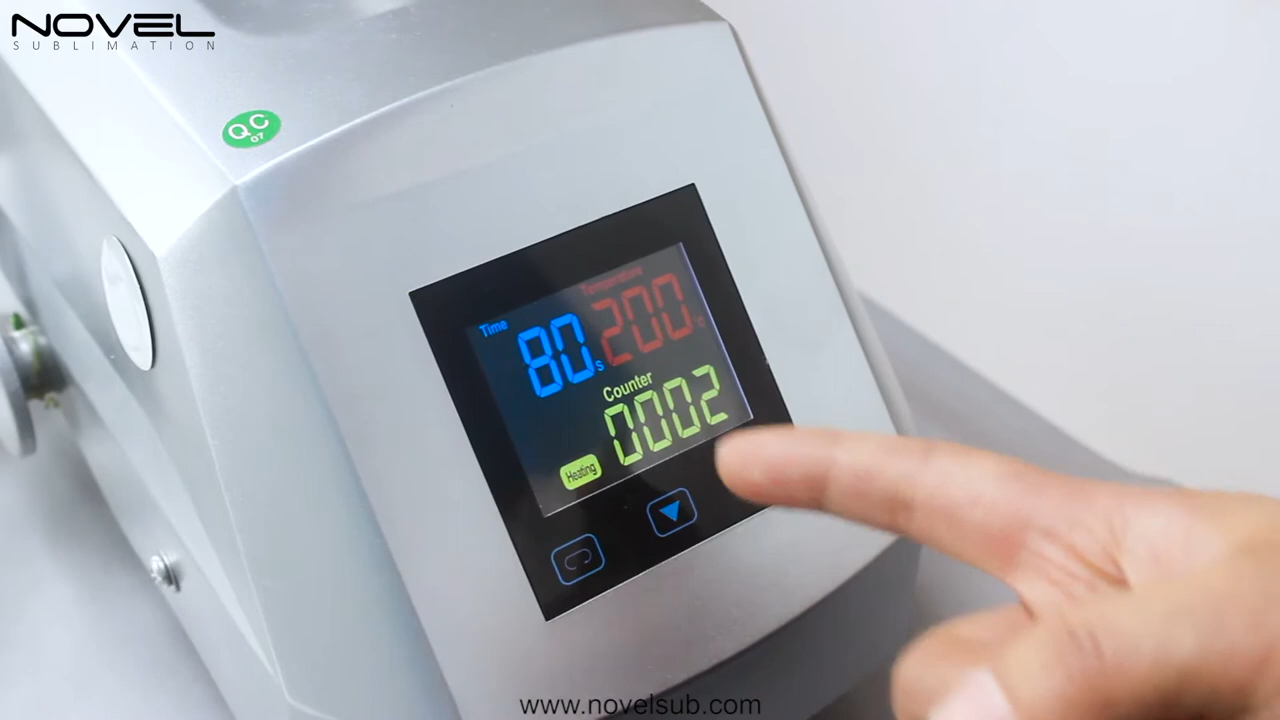 NOVEL
SUBLIMATION
QC
07
Temperature
Time
80s
200°C
Counter
0002
Heating
www.novelsub.com